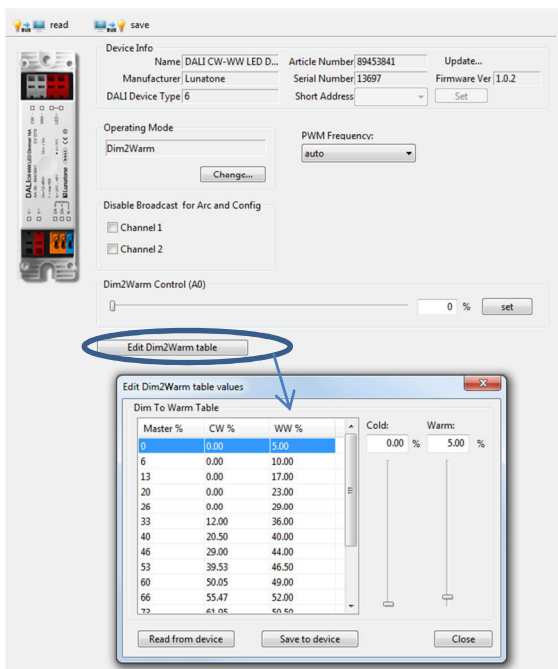 read save
Device Info
Name DALI CW-WW LED D... Article Number 89453841 Update...
Manufacturer Lunatone Serial Number 13697 Firmware Ver 1.0.2
DALI Device Type 6 Short Address Set
Operating Mode
Dim2Warm
Change...
PWM Frequency:
auto
Disable Broadcast for Arc and Config
Channel 1
Channel 2
Dim2Warm Control (A0)
0 % set
Edit Dim2Warm table
Edit Dim2Warm table values
Dim To Warm Table
Master % CW % WW % Cold: Warm:
0 0.00 5.00 0.00 % 5.00 %
6 0.00 10.00
13 0.00 17.00
20 0.00 23.00
26 0.00 29.00
33 12.00 36.00
40 20.50 40.00
46 29.00 44.00
53 39.53 46.50
60 50.05 49.00
66 55.47 52.00
73 61.95 50.50
Read from device Save to device Close